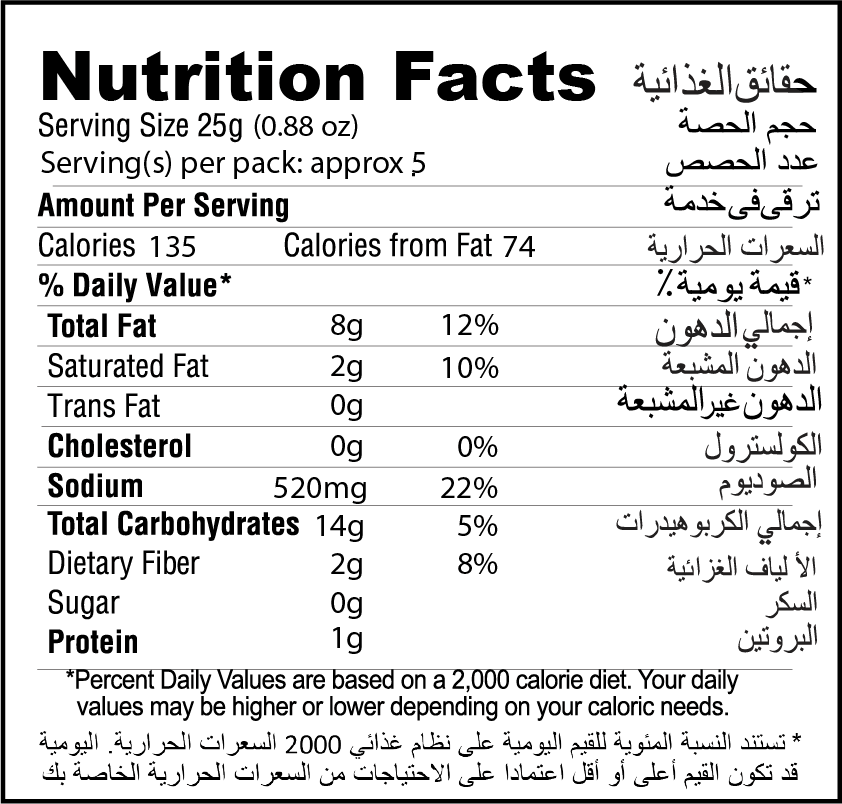 Nutrition Facts حقائق الغذائية
Serving Size 25g (0.88 oz) حجم الحصة
Serving(s) per pack: approx 5 عدد الحصص
Amount Per Serving ترقى فى خدمة
Calories 135 Calories from Fat 74 السعرات الحرارية
% Daily Value* *قيمة يومية٪
Total Fat 8g 12% إجمالي الدهون
Saturated Fat 2g 10% الدهون المشبعة
Trans Fat 0g الدهون غير المشبعة
Cholesterol 0g 0% الكولسترول
Sodium 520mg 22% الصوديوم
Total Carbohydrates 14g 5% إجمالي الكربوهيدرات
Dietary Fiber 2g 8% الألياف الغزائية
Sugar 0g السكر
Protein 1g البروتين
*Percent Daily Values are based on a 2,000 calorie diet. Your daily
values may be higher or lower depending on your caloric needs.
* تستند النسبة المئوية للقيم اليومية على نظام غذائي 2000 السعرات الحرارية. اليومية
قد تكون القيم أعلى أو أقل اعتمادا على الاحتياجات من السعرات الحرارية الخاصة بك